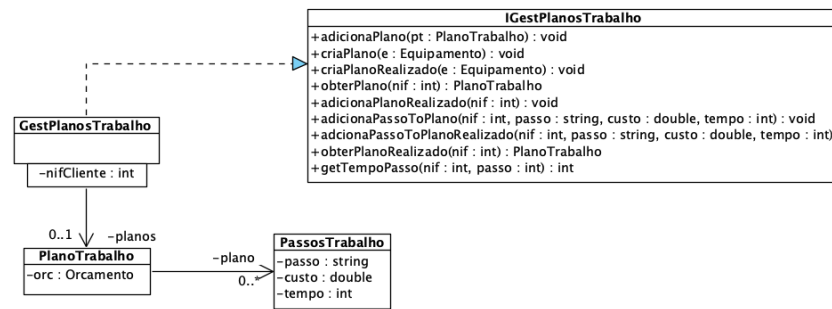 IGestPlanosTrabalho
+adicionaPlano(pt : PlanoTrabalho) : void
+criaPlano(e : Equipamento) : void
+criaPlanoRealizado(e : Equipamento) : void
+obterPlano(nif : int) : PlanoTrabalho
+adicionaPlanoRealizado(nif : int) : void
+adicionaPassoToPlano(nif : int, passo : string, custo : double, tempo : int) : void
+adcionaPassoToPlanoRealizado(nif : int, passo : string, custo : double, tempo : int)
+obterPlanoRealizado(nif : int) : PlanoTrabalho
+getTempoPasso(nif : int, passo : int) : int
GestPlanosTrabalho
-nifCliente : int
0..1
-planos
PlanoTrabalho
-orc : Orcamento
-plano
0..*
PassosTrabalho
-passo : string
-custo : double
-tempo : int